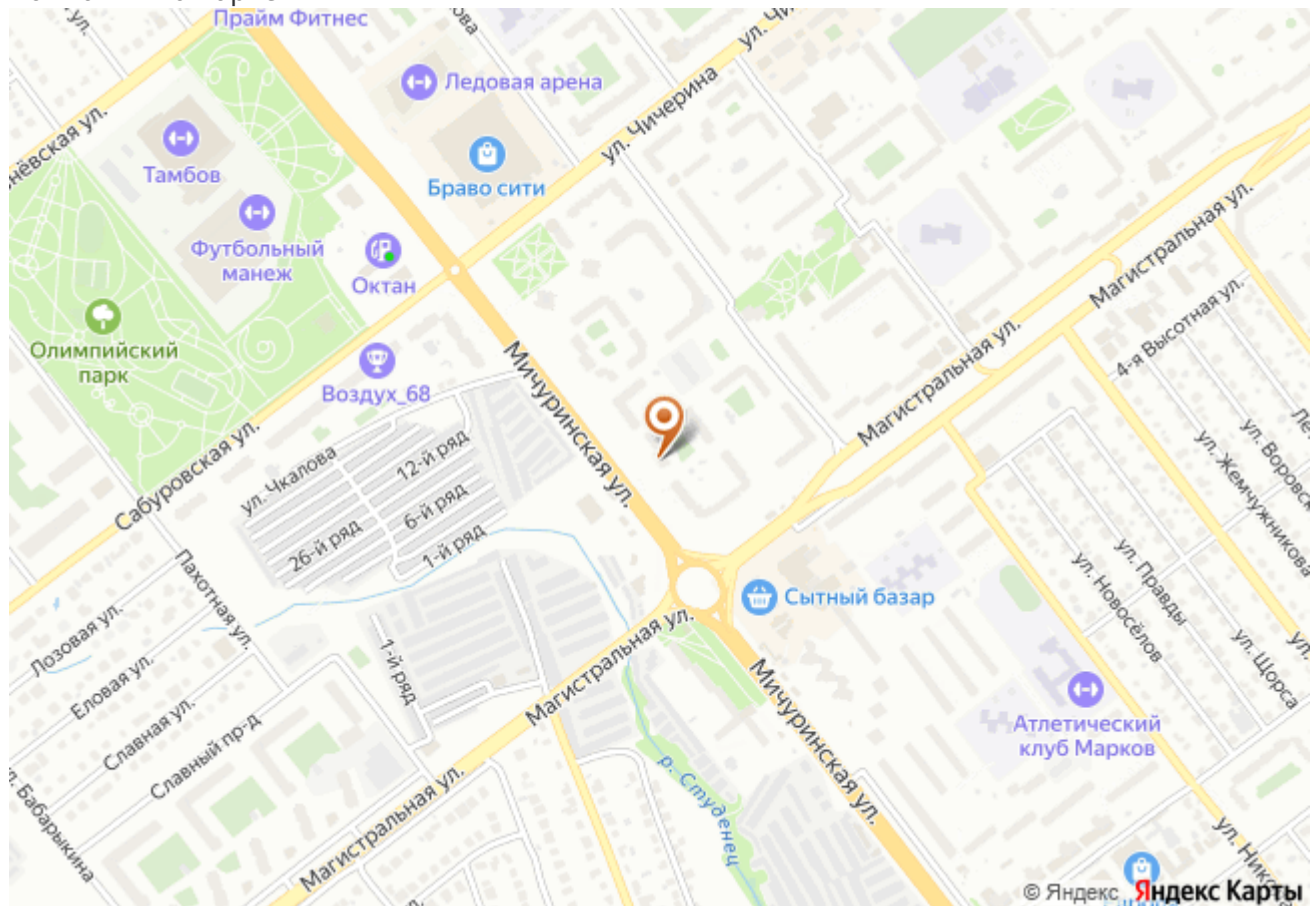 Прайм Фитнес
Ледовая арена
ул. Чичерина
Тамбов
Браво сити
Футбольный
манеж
Октан
Магистральная ул.
Олимпийский
парк
Воздух_68
Мичуринская ул.
Магистральная ул.
4-я Высотная ул.
Сабуровская ул.
ул. Чкалова
12-й ряд
6-й ряд
26-й ряд
1-й ряд
ул. Жемчужникова
Пахотная ул.
Сытный базар
ул. Новосёлов
ул. Правды
ул. Щорса
Лозовая ул.
Еловая ул.
Славная ул.
Славный пр-д
1-й ряд
Магистральная ул.
Мичуринская ул.
Атлетический
клуб Марков
р. Студенец
Магистральная ул.
Бабарыкина
© Яндекс Яндекс Карты